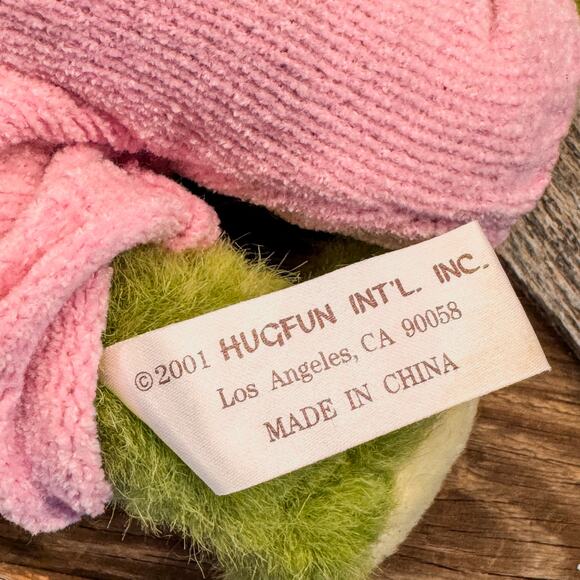 ©2001 HUGFUN INT'L. INC.
Los Angeles, CA 90058
MADE IN CHINA